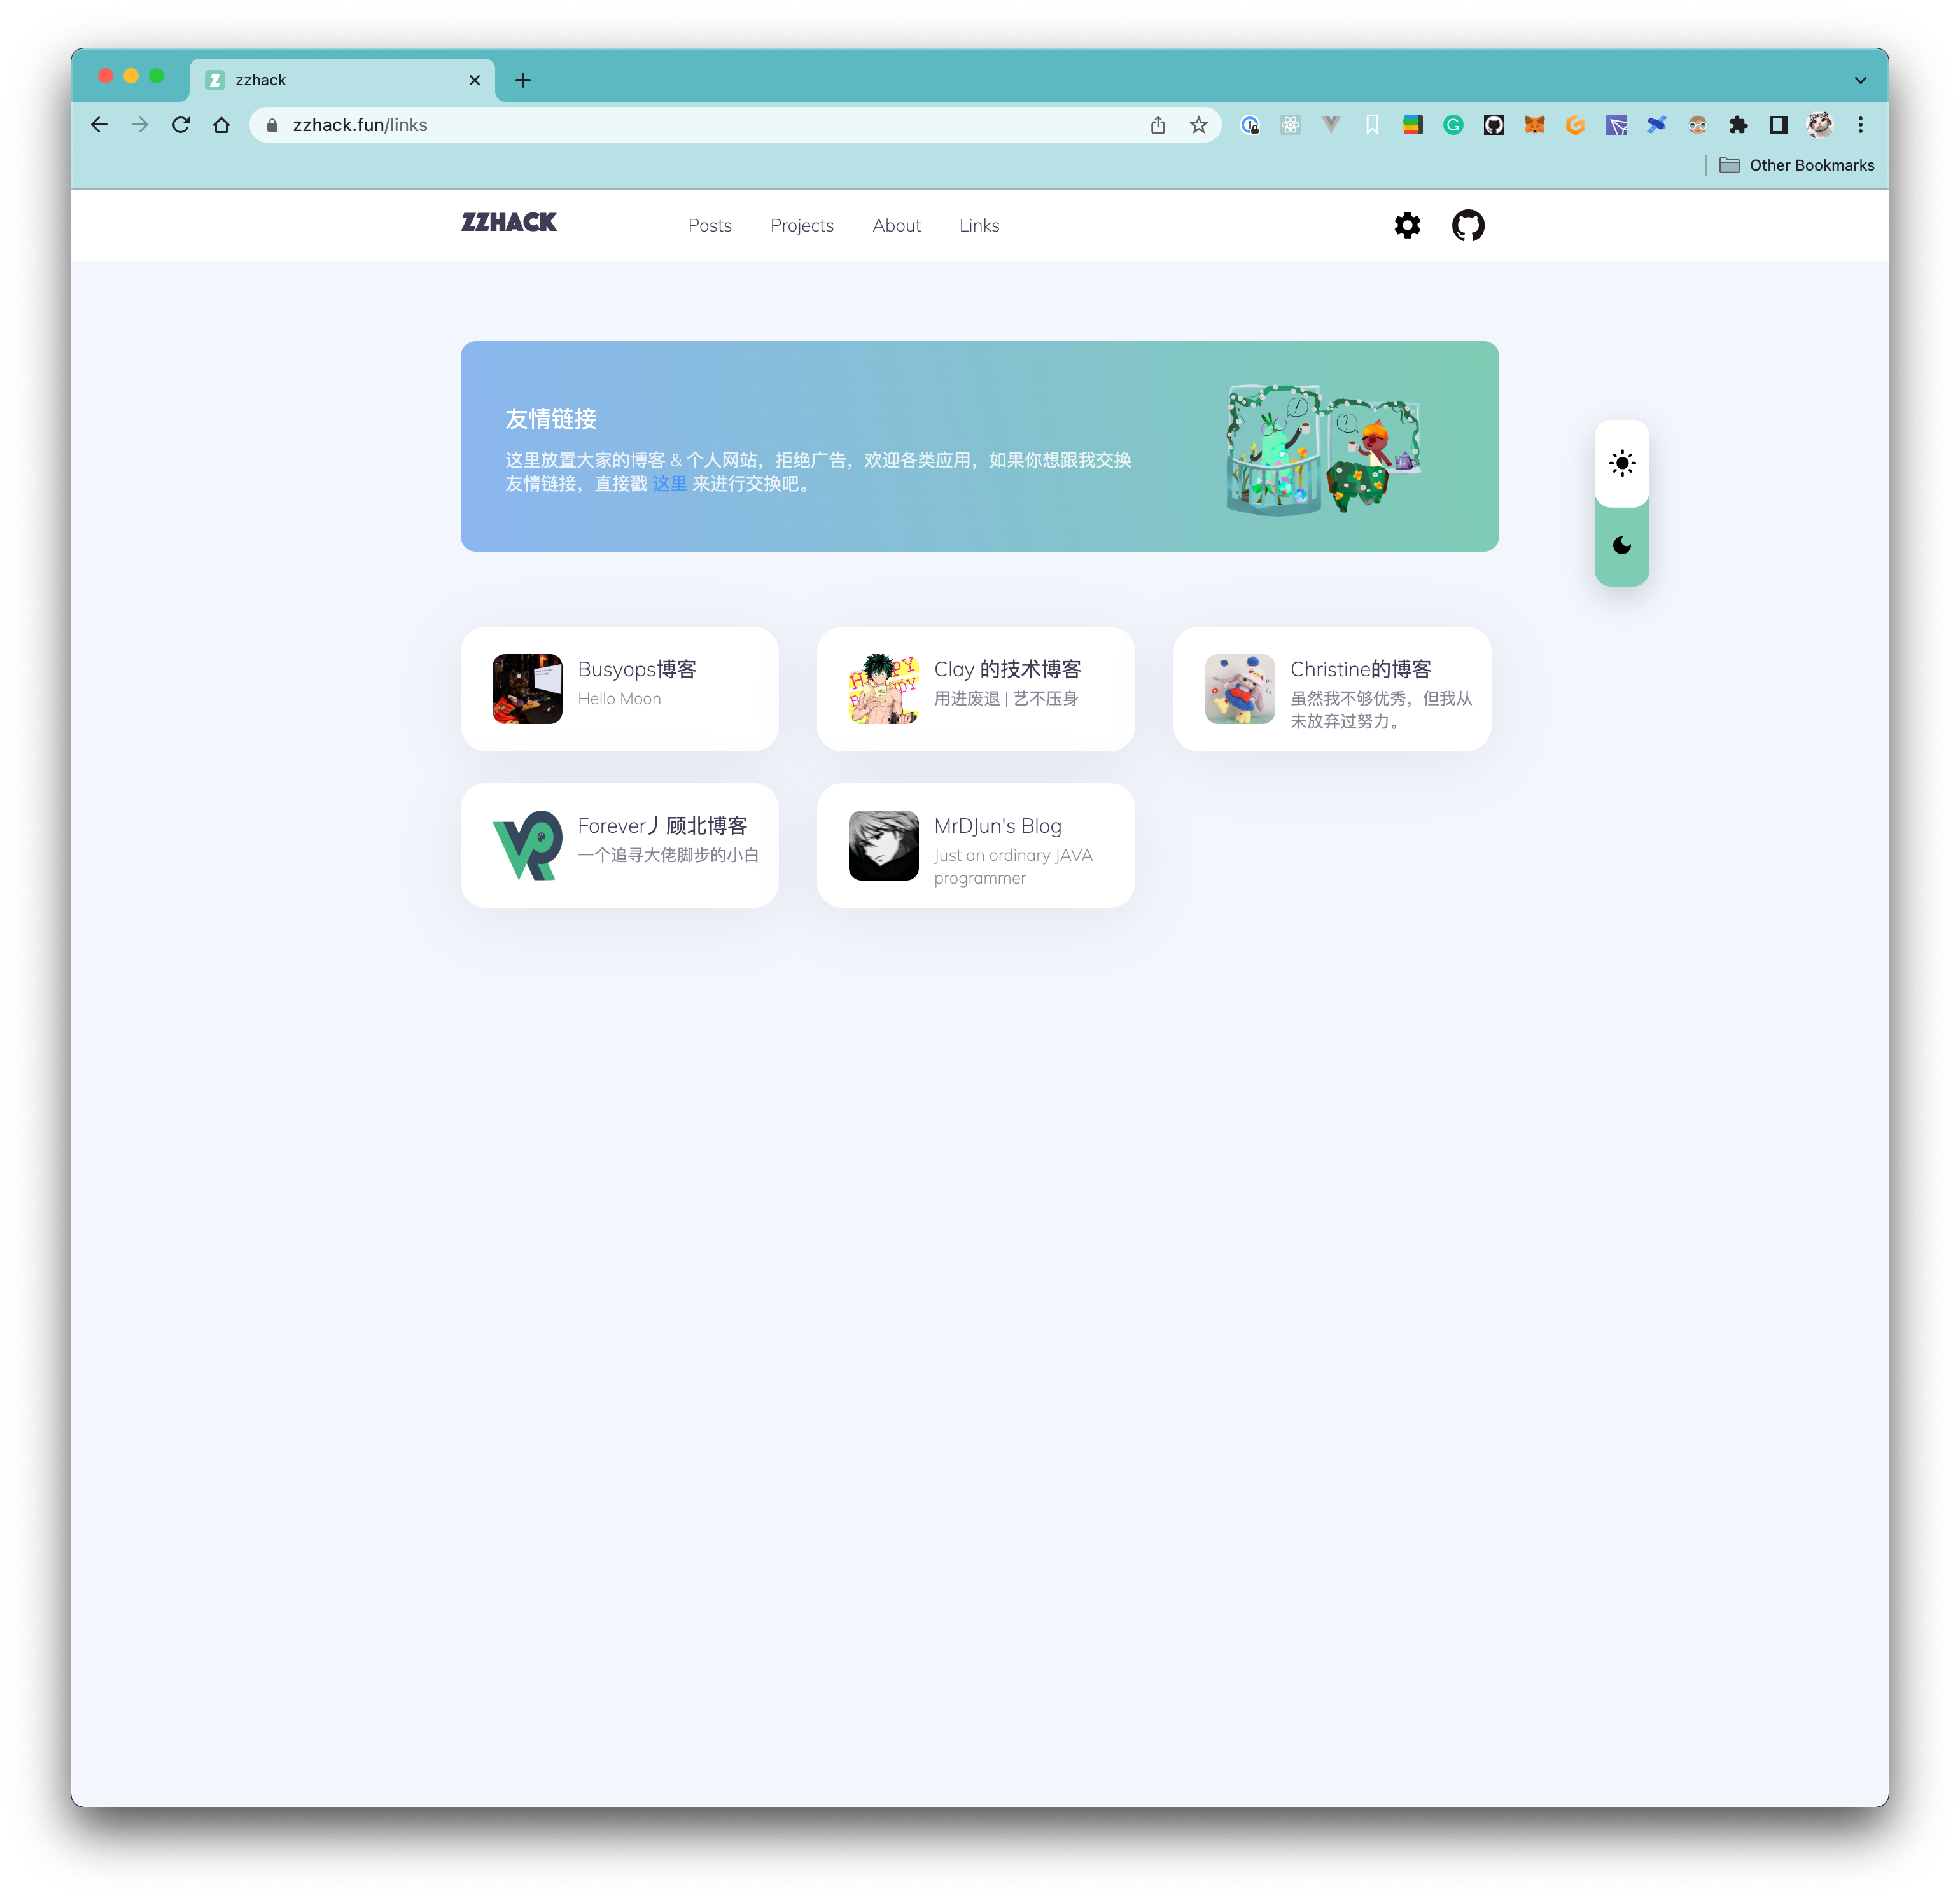 zzhack
zzhack.fun/links
Other Bookmarks
ZZHACK
Posts
Projects
About
Links
友情链接
这里放置大家的博客 & 个人网站，拒绝广告，欢迎各类应用，如果你想跟我交换
友情链接，直接戳 这里 来进行交换吧。
Busyops博客
Hello Moon
Clay 的技术博客
用进废退 | 艺不压身
Christine的博客
虽然我不够优秀，但我从
未放弃过努力。
Forever丿顾北博客
一个追寻大佬脚步的小白
MrDJun's Blog
Just an ordinary JAVA
programmer